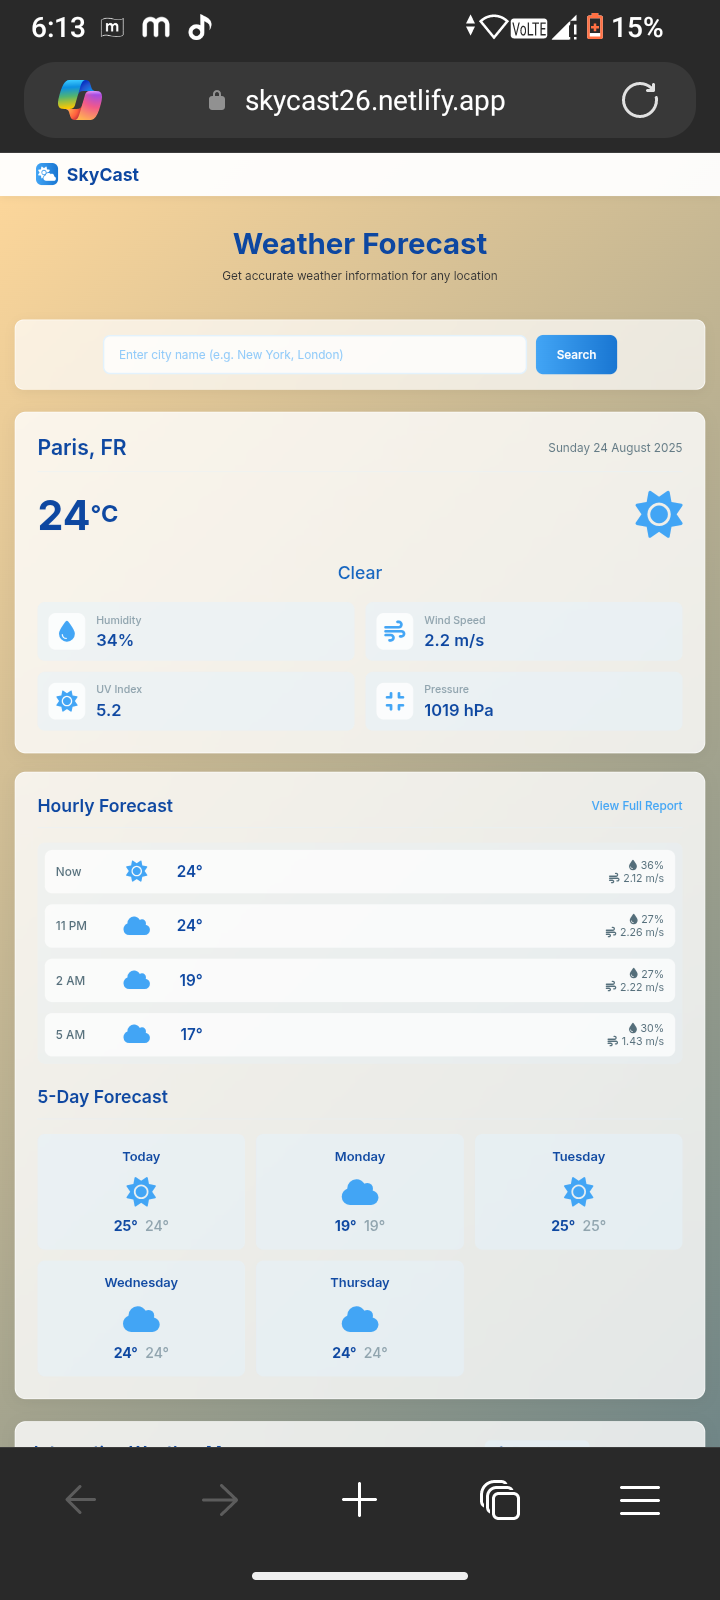 6:13 m m VoLTE 15%
skycast26.netlify.app
SkyCast
Weather Forecast
Get accurate weather information for any location
Enter city name (e.g. New York, London) Search
Paris, FR Sunday 24 August 2025
24°C
Clear
Humidity
34%
Wind Speed
2.2 m/s
UV Index
5.2
Pressure
1019 hPa
Hourly Forecast View Full Report
Now 24° 36%
2.12 m/s
11 PM 24° 27%
2.26 m/s
2 AM 19° 27%
2.22 m/s
5 AM 17° 30%
1.43 m/s
5-Day Forecast
Today
25° 24°
Monday
19° 19°
Tuesday
25° 25°
Wednesday
24° 24°
Thursday
24° 24°